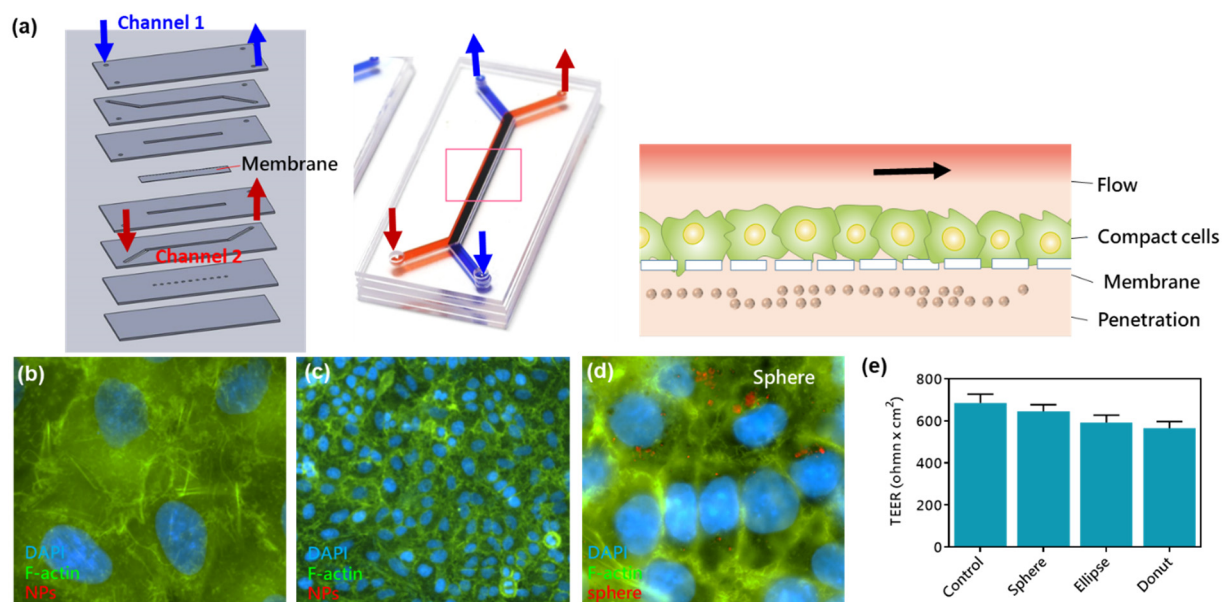 (a)
Channel 1
Membrane
Channel 2
Flow
Compact cells
Membrane
Penetration
(b)
DAPI
F-actin
NPs
(c)
DAPI
F-actin
NPs
(d)
Sphere
DAPI
F-actin
sphere
(e)
TEER (ohmn x cm²)
800
600
400
200
0
Control
Sphere
Ellipse
Donut